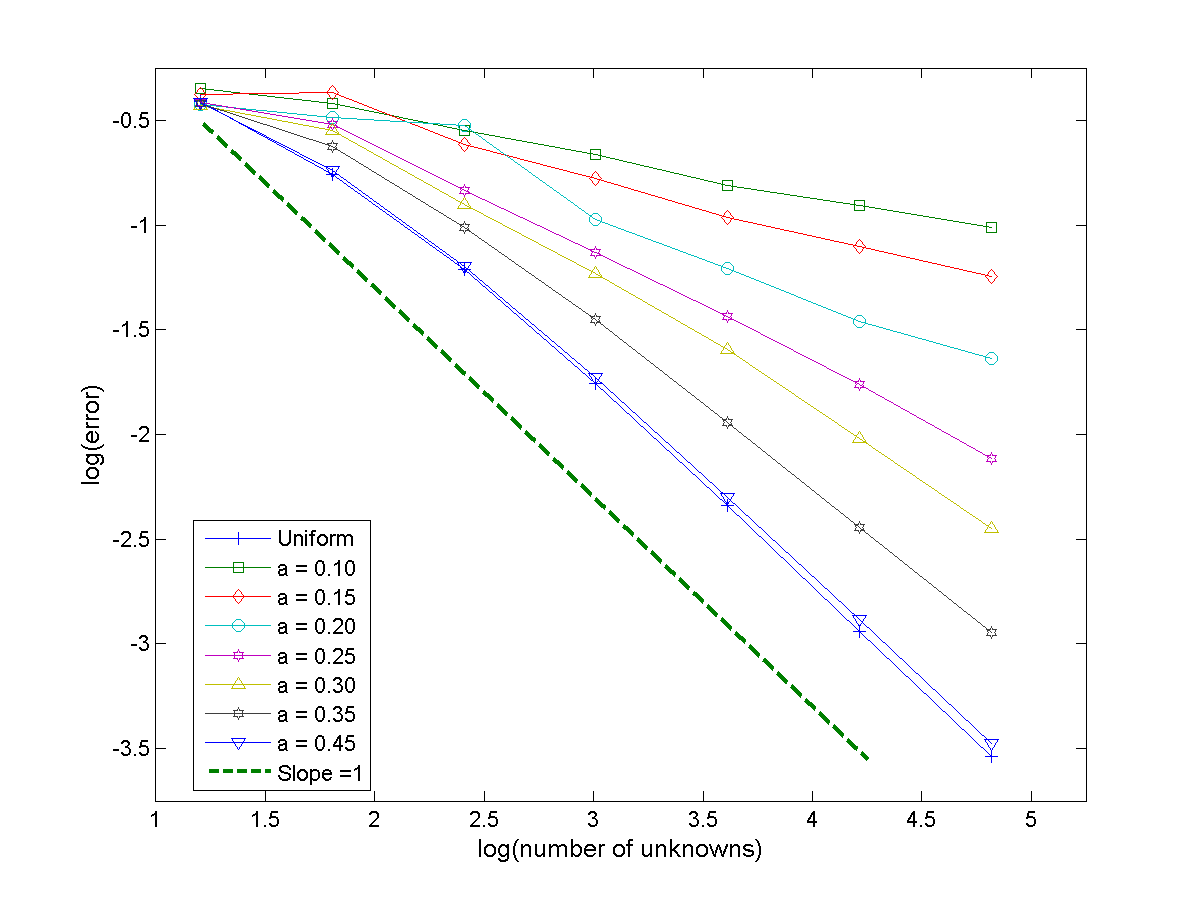 -0.5
-1
-1.5
-2
-2.5
-3
-3.5
log(error)
Uniform
a = 0.10
a = 0.15
a = 0.20
a = 0.25
a = 0.30
a = 0.35
a = 0.45
Slope =1
1 1.5 2 2.5 3 3.5 4 4.5 5
log(number of unknowns)